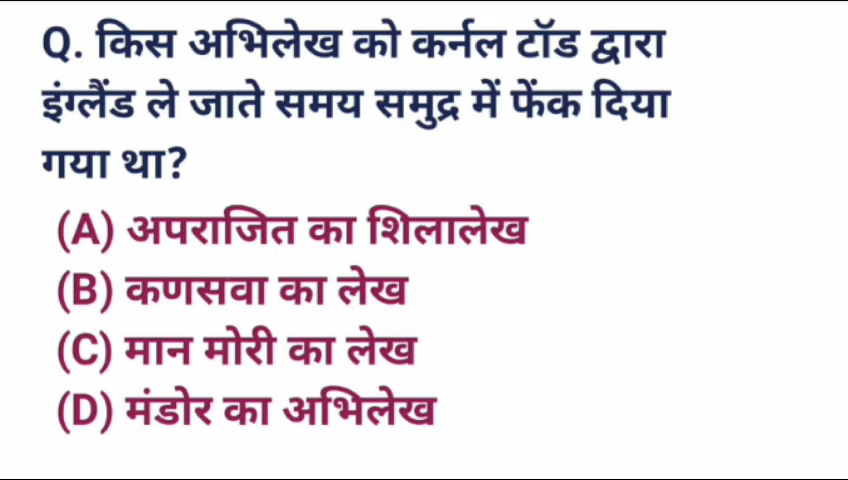 Q. किस अभिलेख को कर्नल टॉड द्वारा
इंग्लैंड ले जाते समय समुद्र में फेंक दिया
गया था?
(A) अपराजित का शिलालेख
(B) कणसवा का लेख
(C) मान मोरी का लेख
(D) मंडोर का अभिलेख